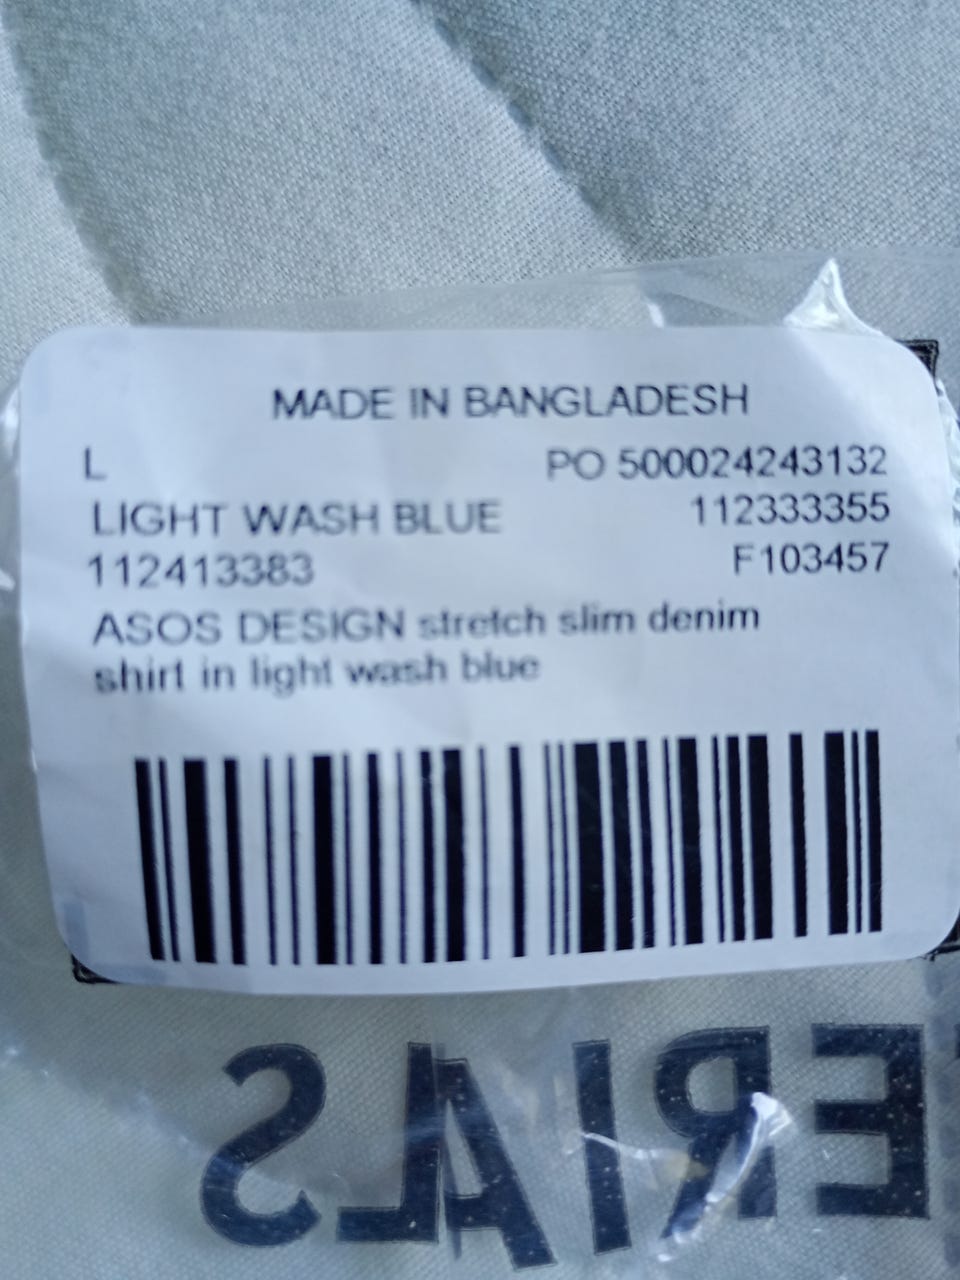 MADE IN BANGLADESH
L PO 500024243132
LIGHT WASH BLUE 112333355
112413383 F103457
ASOS DESIGN stretch slim denim
shirt in light wash blue
ERIALS